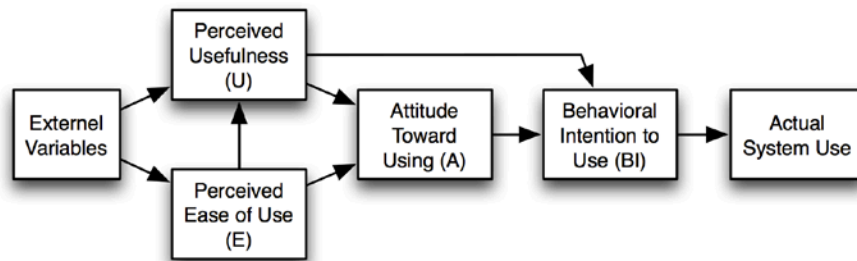 Perceived
Usefulness
(U)
Externel
Variables
Perceived
Ease of Use
(E)
Attitude
Toward
Using (A)
Behavioral
Intention to
Use (BI)
Actual
System Use